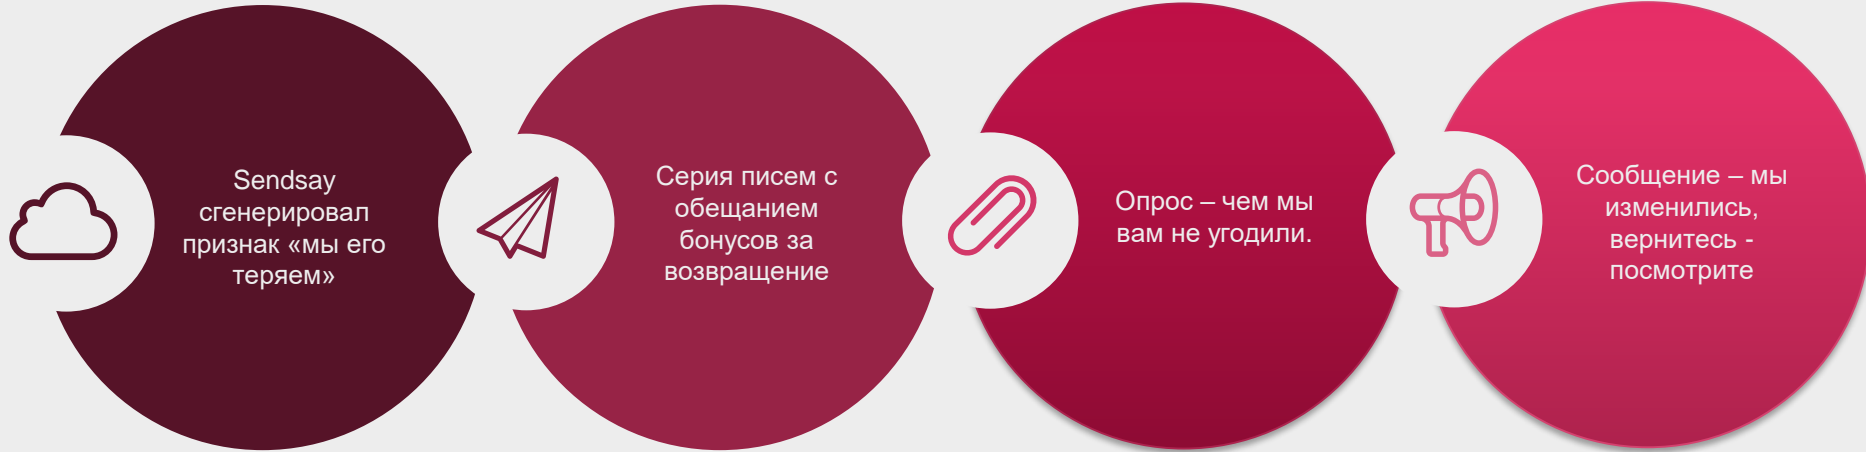 Sendsay
сгенерировал
признак «мы его
теряем»
Серия писем с
обещанием
бонусов за
возвращение
Опрос – чем мы
вам не угодили.
Сообщение – мы
изменились,
вернитесь -
посмотрите